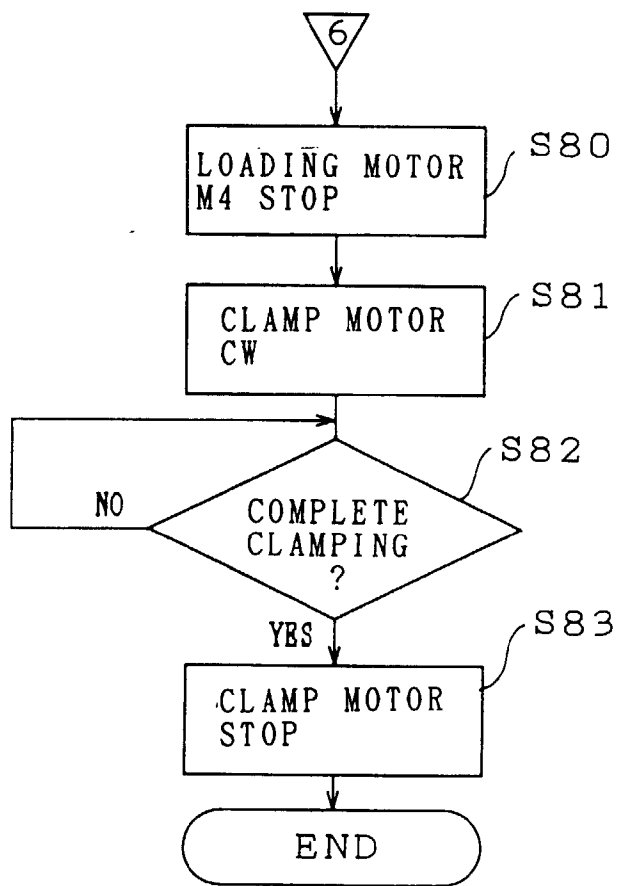 6
S80
LOADING MOTOR
M4 STOP
S81
CLAMP MOTOR
CW
S82
NO
COMPLETE
CLAMPING
?
YES
S83
CLAMP MOTOR
STOP
END